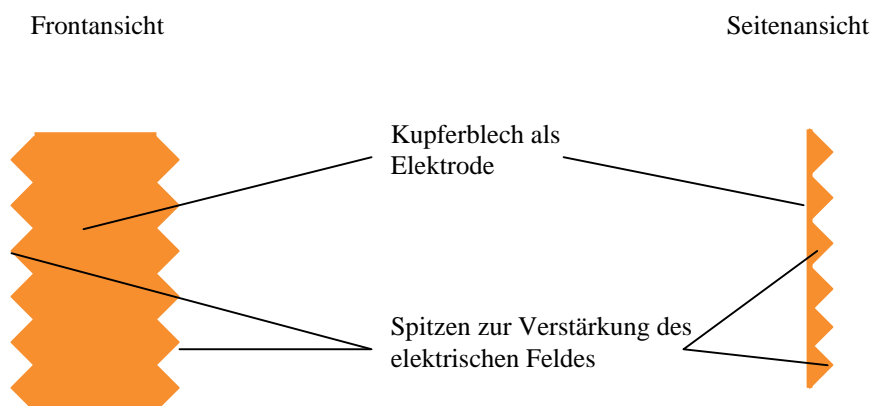 Frontansicht
Seitenansicht
Kupferblech als
Elektrode
Spitzen zur Verstärkung des
elektrischen Feldes